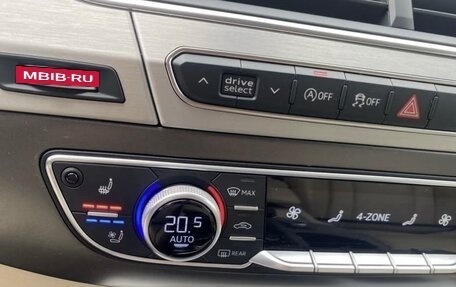 MBIB-RU
drive
select
OFF
OFF
MAX
20.5
AUTO
REAR
4-ZONE